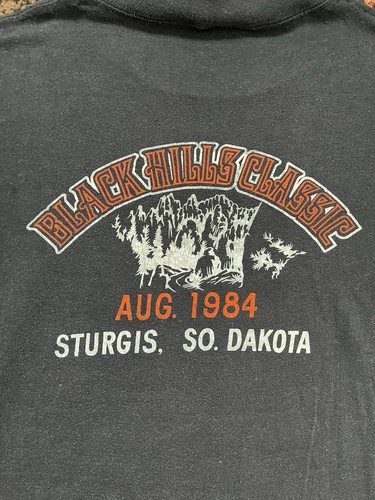 BLACK HILLS CLASSIC
AUG. 1984
STURGIS, SO. DAKOTA